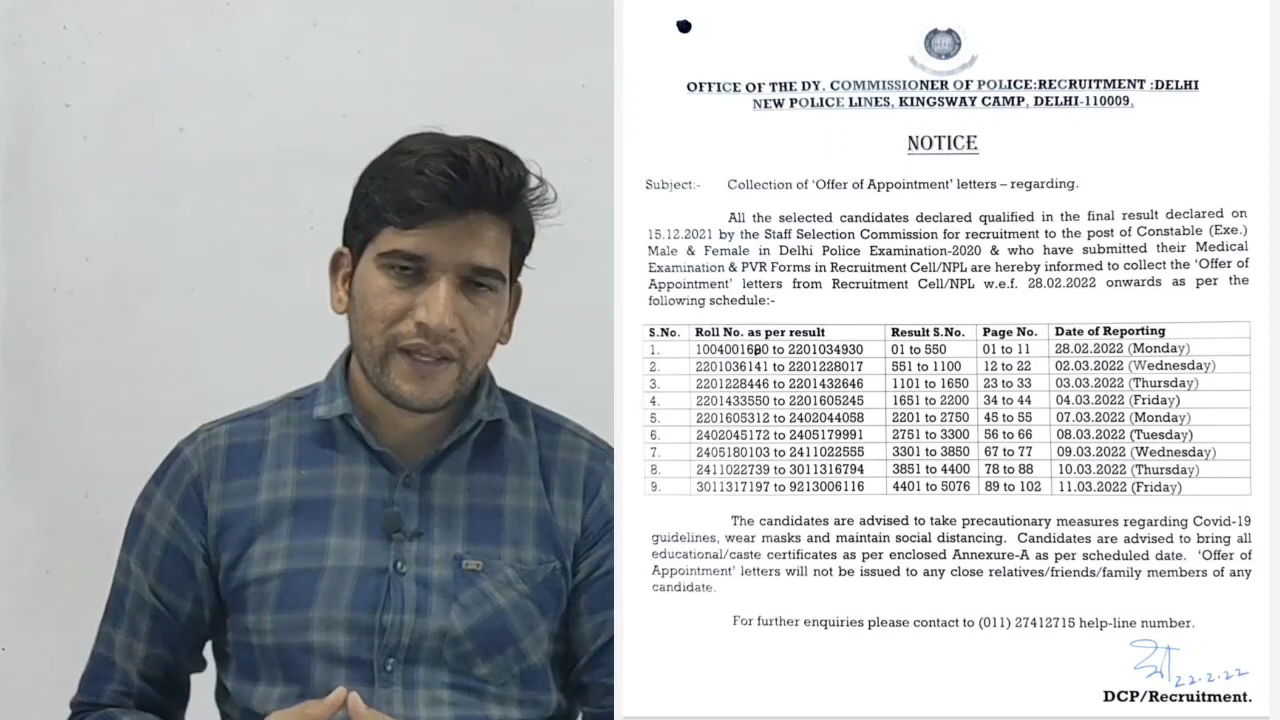 OFFICE OF THE DY. COMMISSIONER OF POLICE:RECRUITMENT :DELHI
NEW POLICE LINES, KINGSWAY CAMP, DELHI-110009,
NOTICE
Subject:- Collection of 'Offer of Appointment' letters – regarding.
All the selected candidates declared qualified in the final result declared on
15.12.2021 by the Staff Selection Commission for recruitment to the post of Constable (Exe.)
Male & Female in Delhi Police Examination-2020 & who have submitted their Medical
Examination & PVR Forms in Recruitment Cell/NPL are hereby informed to collect the 'Offer of
Appointment' letters from Recruitment Cell/NPL w.e.f. 28.02.2022 onwards as per the
following schedule:-
S.No. Roll No. as per result Result S.No. Page No. Date of Reporting
1. to 2201034930 01 to 550 01 to 11 28.02.2022 (Monday)
2. 2201036141 to 2201228017 551 to 1100 12 to 22 02.03.2022 (Wednesday)
3. 2201228446 to 2201432646 1101 to 1650 23 to 33 03.03.2022 (Thursday)
4. 2201433550 to 2201605245 1651 to 2200 34 to 44 04.03.2022 (Friday)
5. 2201605312 to 2402044058 2201 to 2750 45 to 55 07.03.2022 (Monday)
6. 2402045172 to 2405179991 2751 to 3300 56 to 66 08.03.2022 (Tuesday)
7. 2405180103 to 2411022555 3301 to 3850 67 to 77 09.03.2022 (Wednesday)
8. 2411022739 to 3011316794 3851 to 4400 78 to 88 10.03.2022 (Thursday)
9. 3011317197 to 9213006116 4401 to 5076 89 to 102 11.03.2022 (Friday)
The candidates are advised to take precautionary measures regarding Covid-19
guidelines, wear masks and maintain social distancing. Candidates are advised to bring all
educational/caste certificates as per enclosed Annexure-A as per scheduled date. 'Offer of
Appointment' letters will not be issued to any close relatives/friends/family members of any
candidate.
For further enquiries please contact to (011) 27412715 help-line number.
22.2.22
DCP/Recruitment.